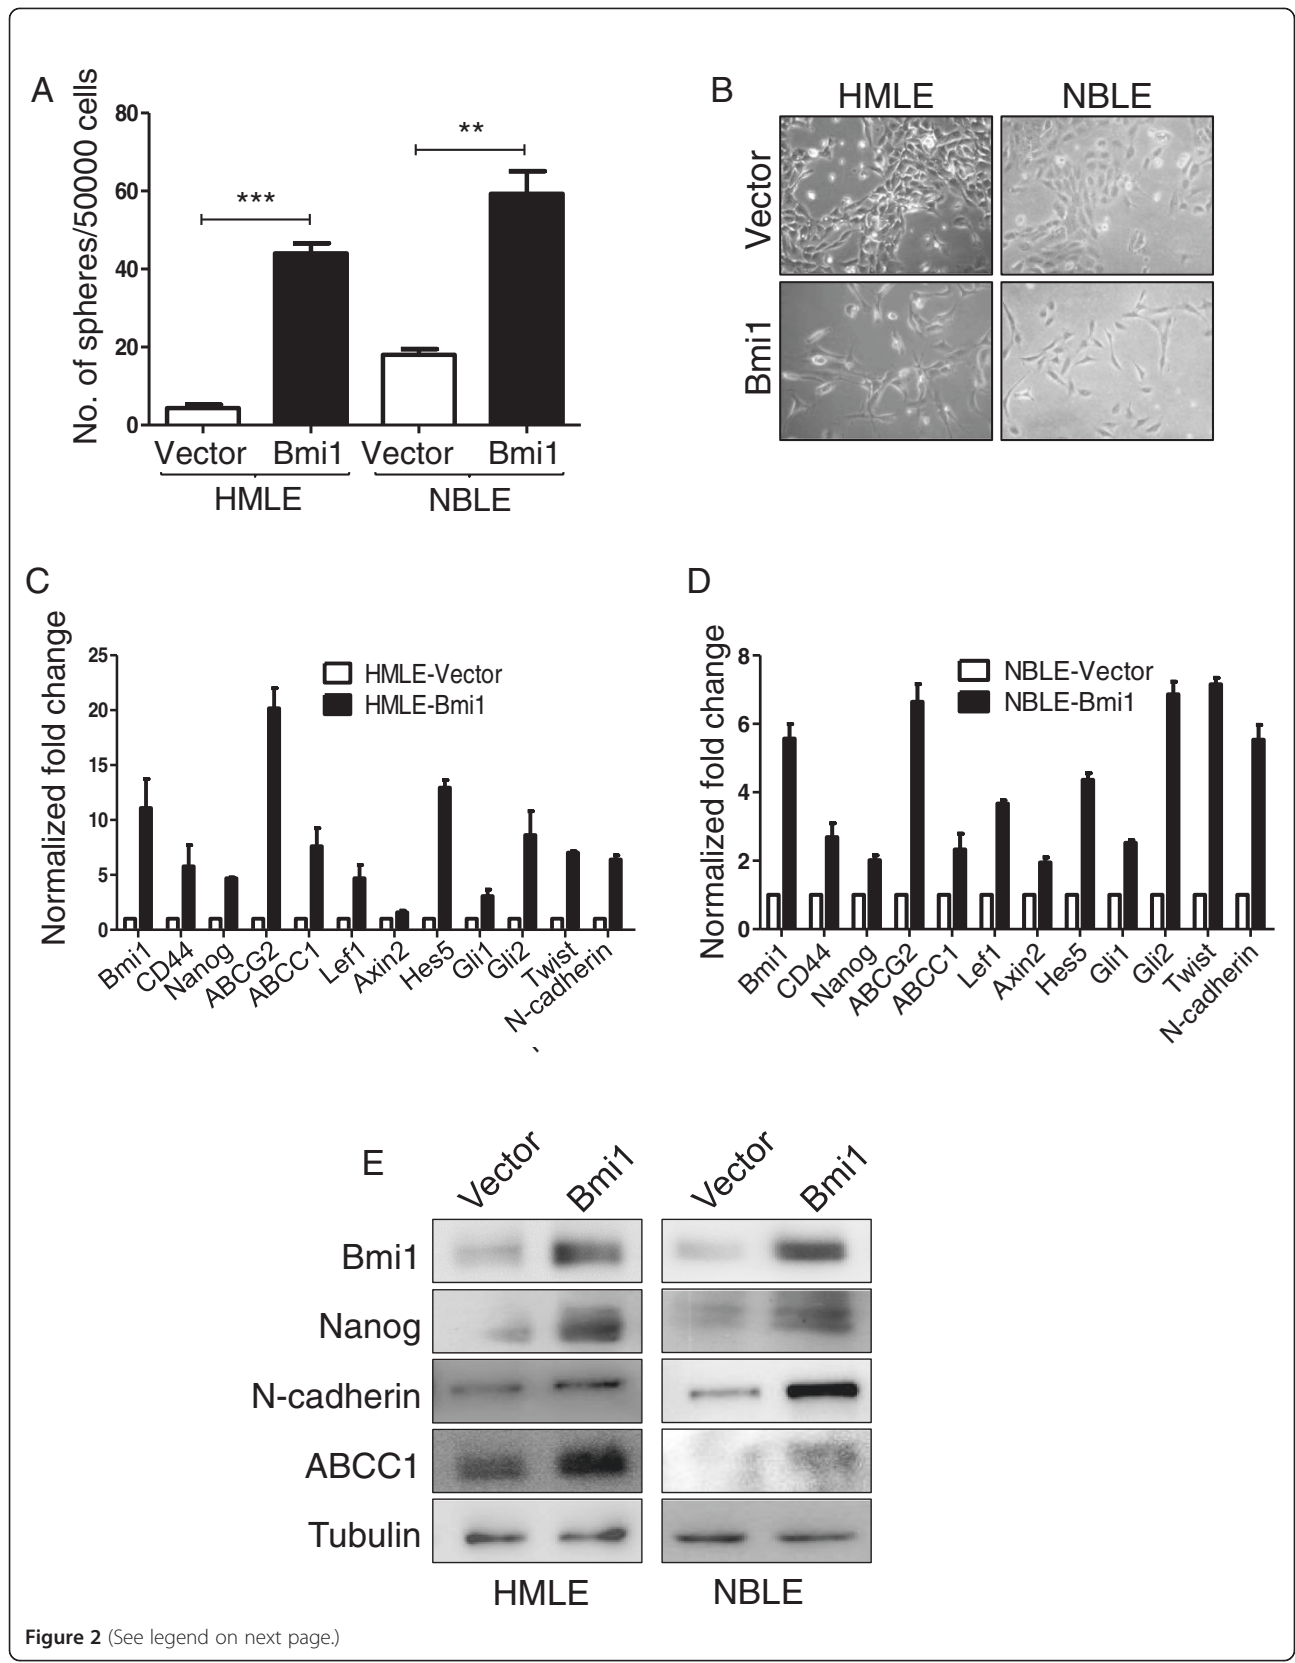 A
No. of spheres/50000 cells
80
60
40
20
0
***
**
Vector Bmi1 Vector Bmi1
HMLE NBLE
B
HMLE NBLE
Vector
Bmi1
C
Normalized fold change
25
20
15
10
5
0
HMLE-Vector
HMLE-Bmi1
Bmi1 CD44 Nanog ABCG2 ABCC1 Lef1 Axin2 Hes5 Gli1 Gli2 Twist N-cadherin
D
Normalized fold change
8
6
4
2
0
NBLE-Vector
NBLE-Bmi1
Bmi1 CD44 Nanog ABCG2 ABCC1 Lef1 Axin2 Hes5 Gli1 Gli2 Twist N-cadherin
E
Vector Bmi1 Vector Bmi1
Bmi1
Nanog
N-cadherin
ABCC1
Tubulin
HMLE NBLE
Figure 2 (See legend on next page.)